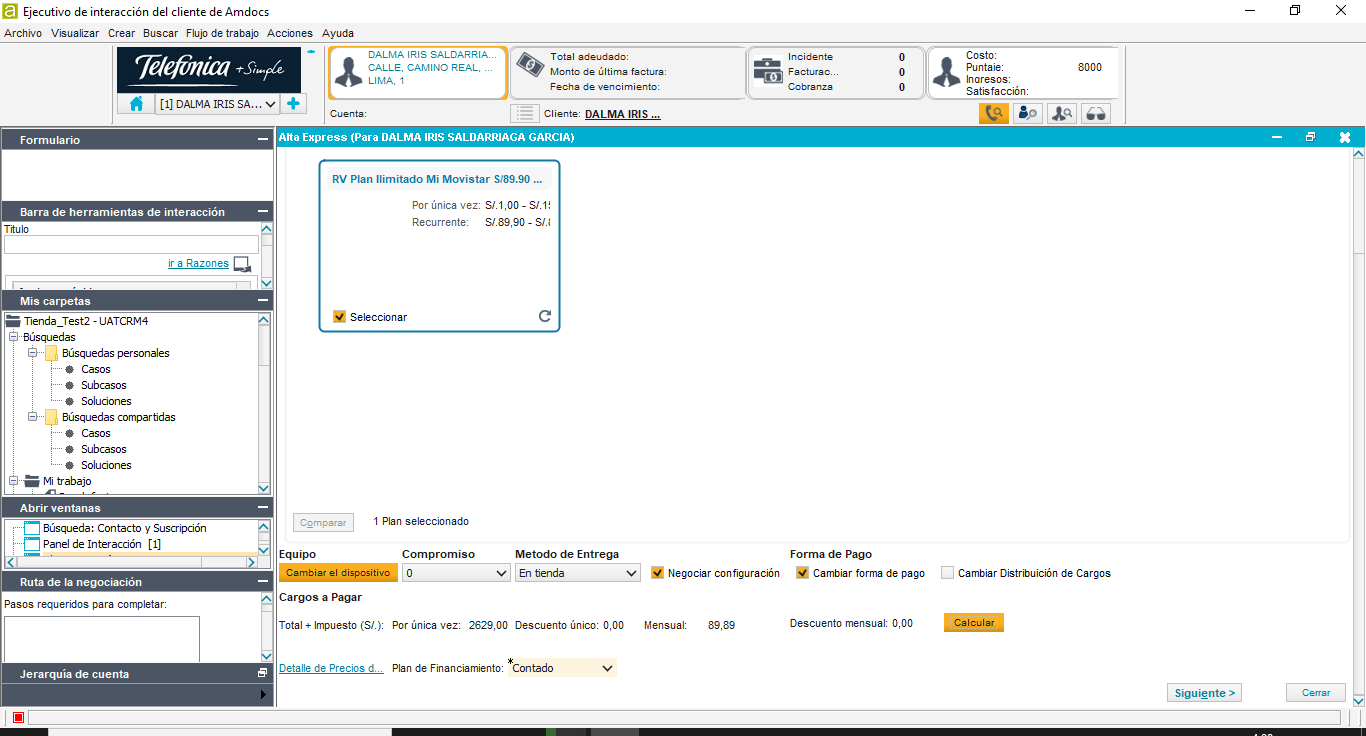 Ejecutivo de interacción del cliente de Amdocs
Archivo Visualizar Crear Buscar Flujo de trabajo Acciones Ayuda
Telefónica +Simple
[1] DALMA IRIS SA...
DALMA IRIS SALDARRIA...
CALLE, CAMINO REAL, ...
LIMA, 1
Total adeudado:
Monto de última factura:
Fecha de vencimiento:
Incidente 0
Facturac... 0
Cobranza 0
Costo:
Puntaie: 8000
Ingresos:
Satisfacción:
Cuenta:
Cliente: DALMA IRIS ...
Formulario
Barra de herramientas de interacción
Titulo
ir a Razones
Mis carpetas
Tienda_Test2 - UATCRM4
Búsquedas
Búsquedas personales
Casos
Subcasos
Soluciones
Búsquedas compartidas
Casos
Subcasos
Soluciones
Mi trabajo
Abrir ventanas
Búsqueda: Contacto y Suscripción
Panel de Interacción [1]
Ruta de la negociación
Pasos requeridos para completar:
Jerarquía de cuenta
Alta Express (Para DALMA IRIS SALDARRIAGA GARCIA)
RV Plan Ilimitado Mi Movistar S/89.90 ...
Por única vez: S/.1,00 - S/.1
Recurrente: S/.89,90 - S/.
Seleccionar
Comparar
1 Plan seleccionado
Equipo Compromiso Metodo de Entrega Forma de Pago
Cambiar el dispositivo 0 En tienda Negociar configuración Cambiar forma de pago Cambiar Distribución de Cargos
Cargos a Pagar
Total + Impuesto (S/.): Por única vez: 2629,00 Descuento único: 0,00 Mensual: 89,89 Descuento mensual: 0,00 Calcular
Detalle de Precios d... Plan de Financiamiento: * Contado
Siguiente > Cerrar